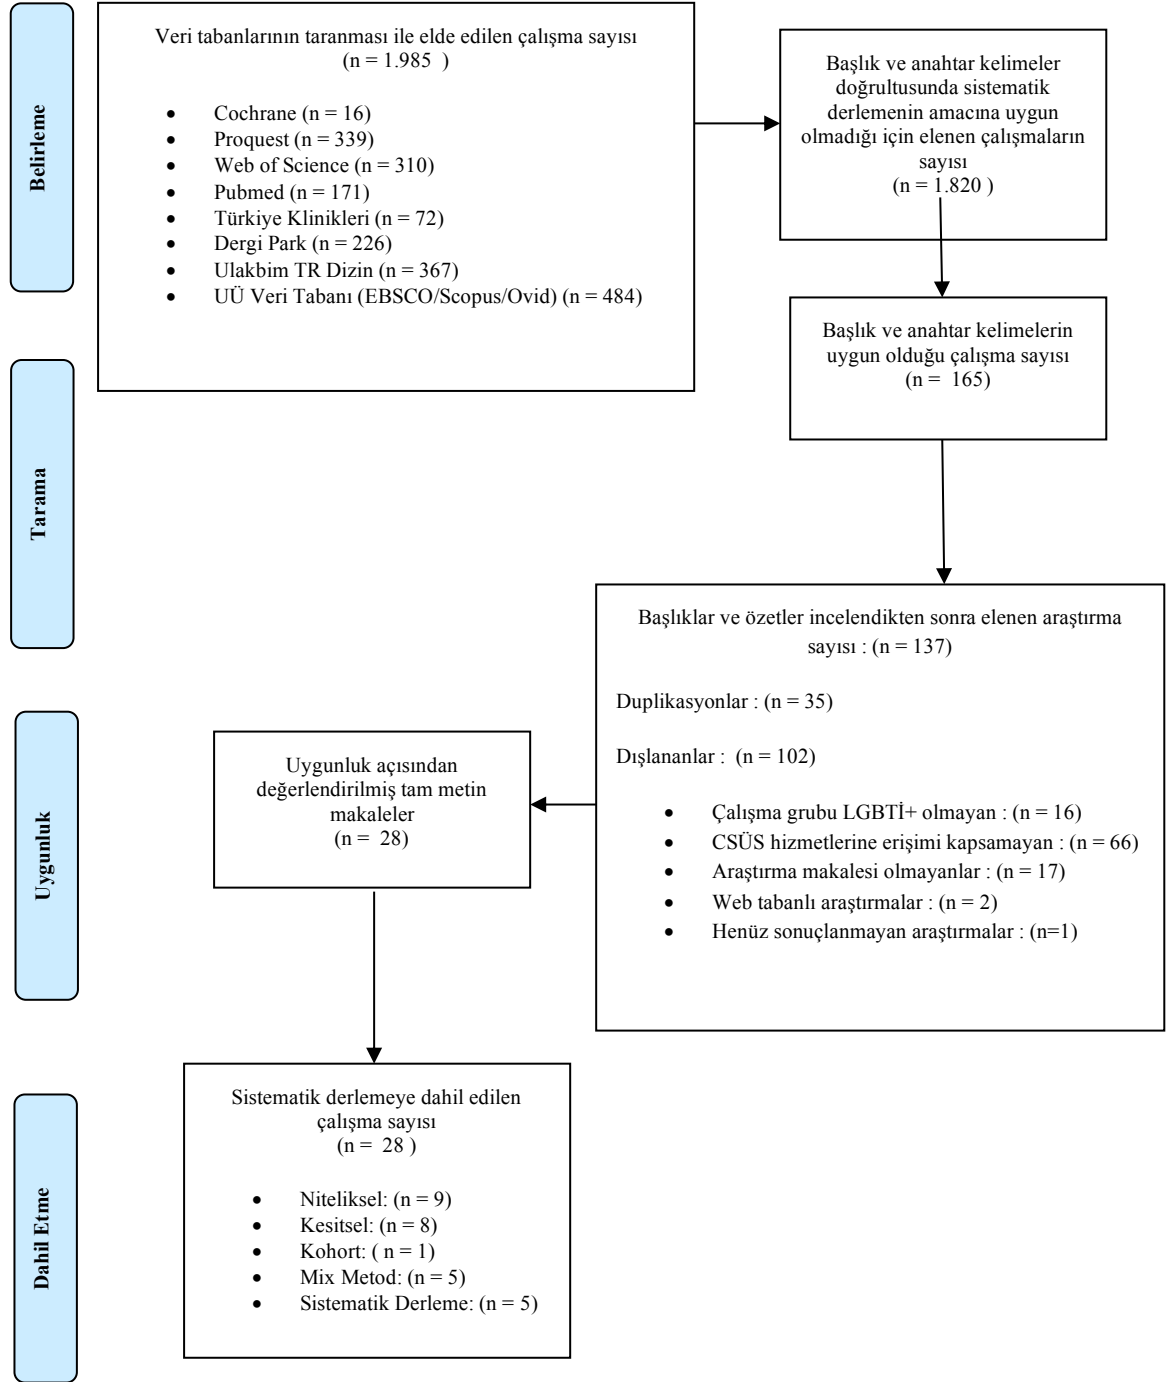 Belirleme
Veri tabanlarının taranması ile elde edilen çalışma sayısı
(n = 1.985 )
• Cochrane (n = 16)
• Proquest (n = 339)
• Web of Science (n = 310)
• Pubmed (n = 171)
• Türkiye Klinikleri (n = 72)
• Dergi Park (n = 226)
• Ulakbim TR Dizin (n = 367)
• UÜ Veri Tabanı (EBSCO/Scopus/Ovid) (n = 484)
Başlık ve anahtar kelimeler
doğrultusunda sistematik
derlemenin amacına uygun
olmadığı için elenen çalışmaların
sayısı
(n = 1.820 )
Başlık ve anahtar kelimelerin
uygun olduğu çalışma sayısı
(n = 165)
Tarama
Başlıklar ve özetler incelendikten sonra elenen araştırma
sayısı : (n = 137)
Duplikasyonlar : (n = 35)
Dışlananlar : (n = 102)
• Çalışma grubu LGBTİ+ olmayan : (n = 16)
• CSÜS hizmetlerine erişimi kapsamayan : (n = 66)
• Araştırma makalesi olmayanlar : (n = 17)
• Web tabanlı araştırmalar : (n = 2)
• Henüz sonuçlanmayan araştırmalar : (n=1)
Uygunluk
Uygunluk açısından
değerlendirilmiş tam metin
makaleler
(n = 28)
Dahil Etme
Sistematik derlemeye dahil edilen
çalışma sayısı
(n = 28 )
• Niteliksel: (n = 9)
• Kesitsel: (n = 8)
• Kohort: ( n = 1)
• Mix Metod: (n = 5)
• Sistematik Derleme: (n = 5)